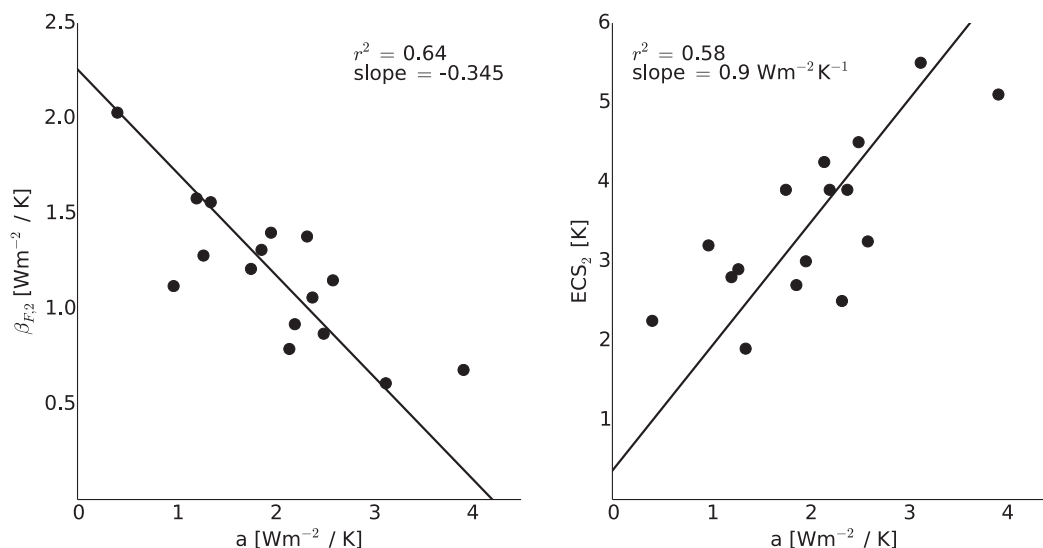 2.5
2.0
1.5
1.0
0.5
β_{F,2} [Wm⁻² / K]
r² = 0.64
slope = -0.345
0 1 2 3 4
a [Wm⁻² / K]
6
5
4
3
2
1
ECS₂ [K]
r² = 0.58
slope = 0.9 Wm⁻²K⁻¹
0 1 2 3 4
a [Wm⁻² / K]